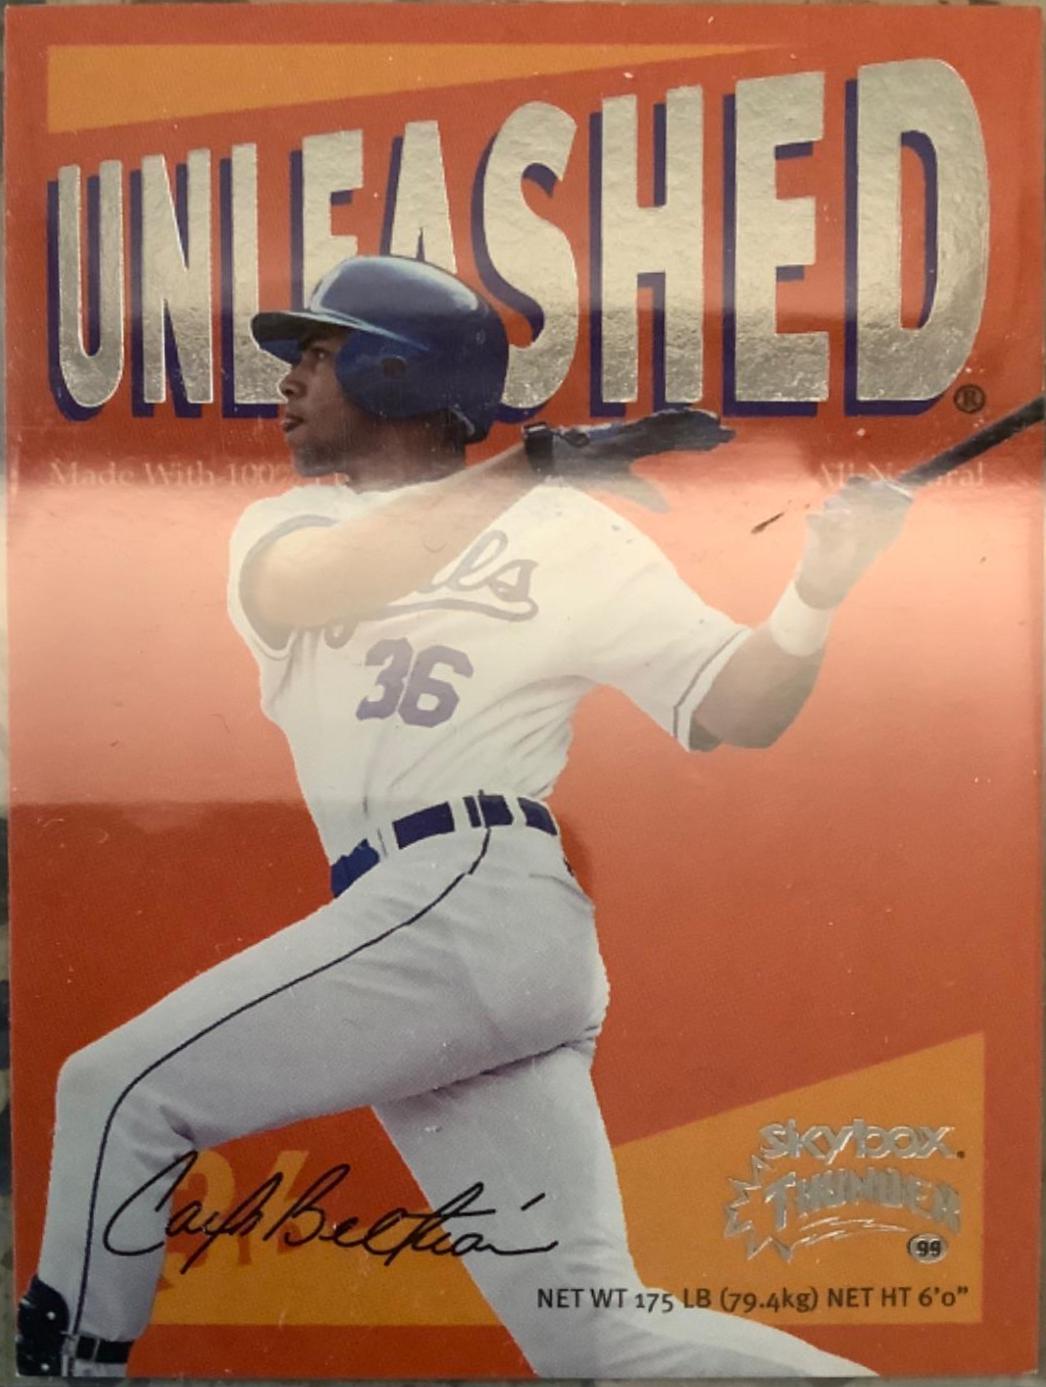 UNLEASHED®
Made With 100% All-Natural
Royals
36
Carlos Beltrán
skybox
THUNDER
99
NET WT 175 LB (79.4kg) NET HT 6'0"